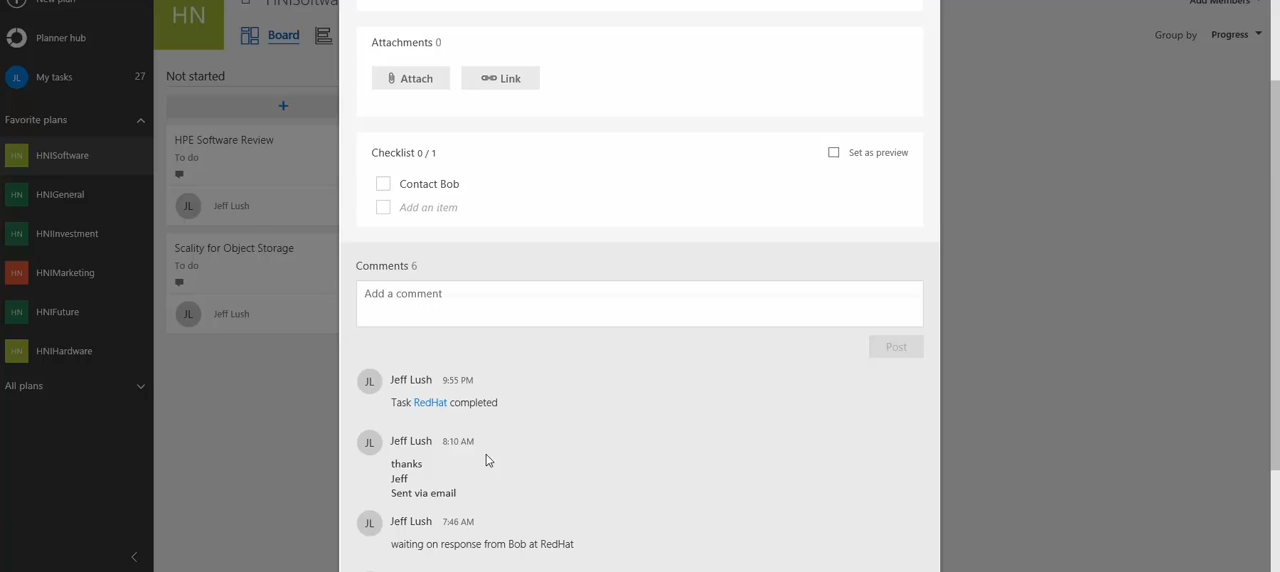 New plan
Planner hub
JL My tasks 27
Favorite plans
HN HNISoftware
HN HNIGeneral
HN HNIInvestment
HN HNIMarketing
HN HNIFuture
HN HNIHardware
All plans
HN
HNISoftwa
Board
Not started
+
HPE Software Review
To do
JL Jeff Lush
Scality for Object Storage
To do
JL Jeff Lush
Attachments 0
Attach Link
Checklist 0 / 1 Set as preview
Contact Bob
Add an item
Comments 6
Add a comment
Post
JL Jeff Lush 9:55 PM
Task RedHat completed
JL Jeff Lush 8:10 AM
thanks
Jeff
Sent via email
JL Jeff Lush 7:46 AM
waiting on response from Bob at RedHat
Add Members
Group by Progress